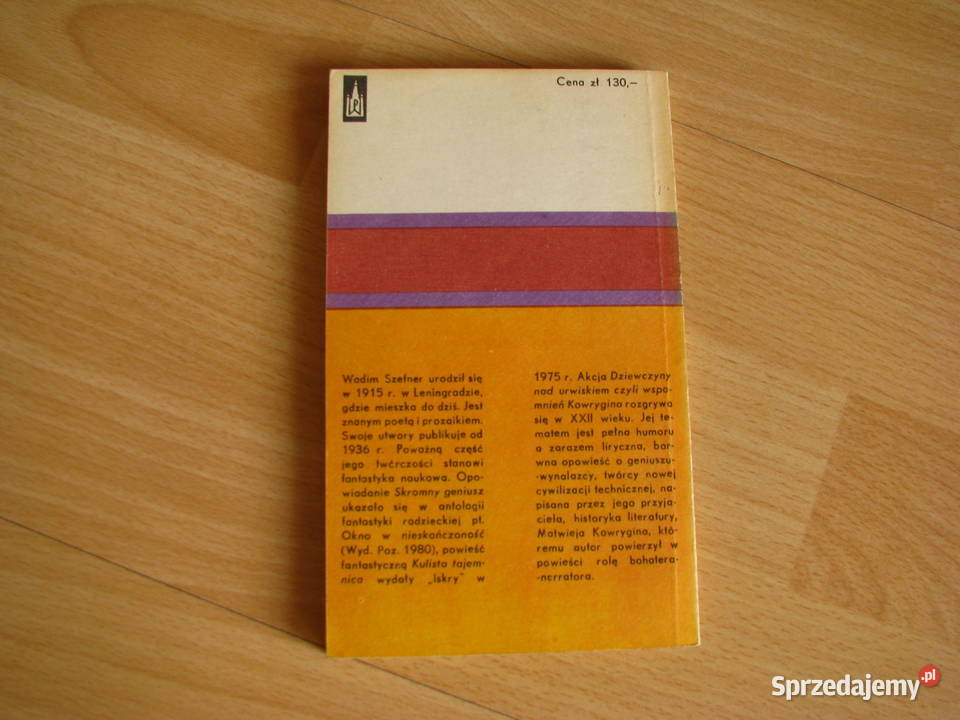 Cena zł 130,—
Wadim Szefner urodził się
w 1915 r. w Leningradzie,
gdzie mieszka do dziś. Jest
znanym poetą i prozaikiem.
Swoje utwory publikuje od
1936 r. Poważną część
jego twórczości stanowi
fantastyka naukowa. Opo-
wiadanie Skromny geniusz
ukazało się w antologii
fantastyki radzieckiej pt.
Okno w nieskończoność
(Wyd. Poz. 1980), powieść
fantastyczną Kulista tajem-
nica wydały „Iskry" w
1975 r. Akcja Dziewczyny
nad urwiskiem czyli wspo-
mnień Kowrygina rozgrywa
się w XXII wieku. Jej te-
matem jest pełna humoru
a zarazem liryczna, bar-
wna opowieść o geniuszu-
-wynalazcy, twórcy nowej
cywilizacji technicznej, na-
pisana przez jego przyja-
ciela, historyka literatury,
Matwieja Kowrygina, któ-
remu autor powierzył w
powieści rolę bohatera-
-narratora.
Sprzedajemy.pl